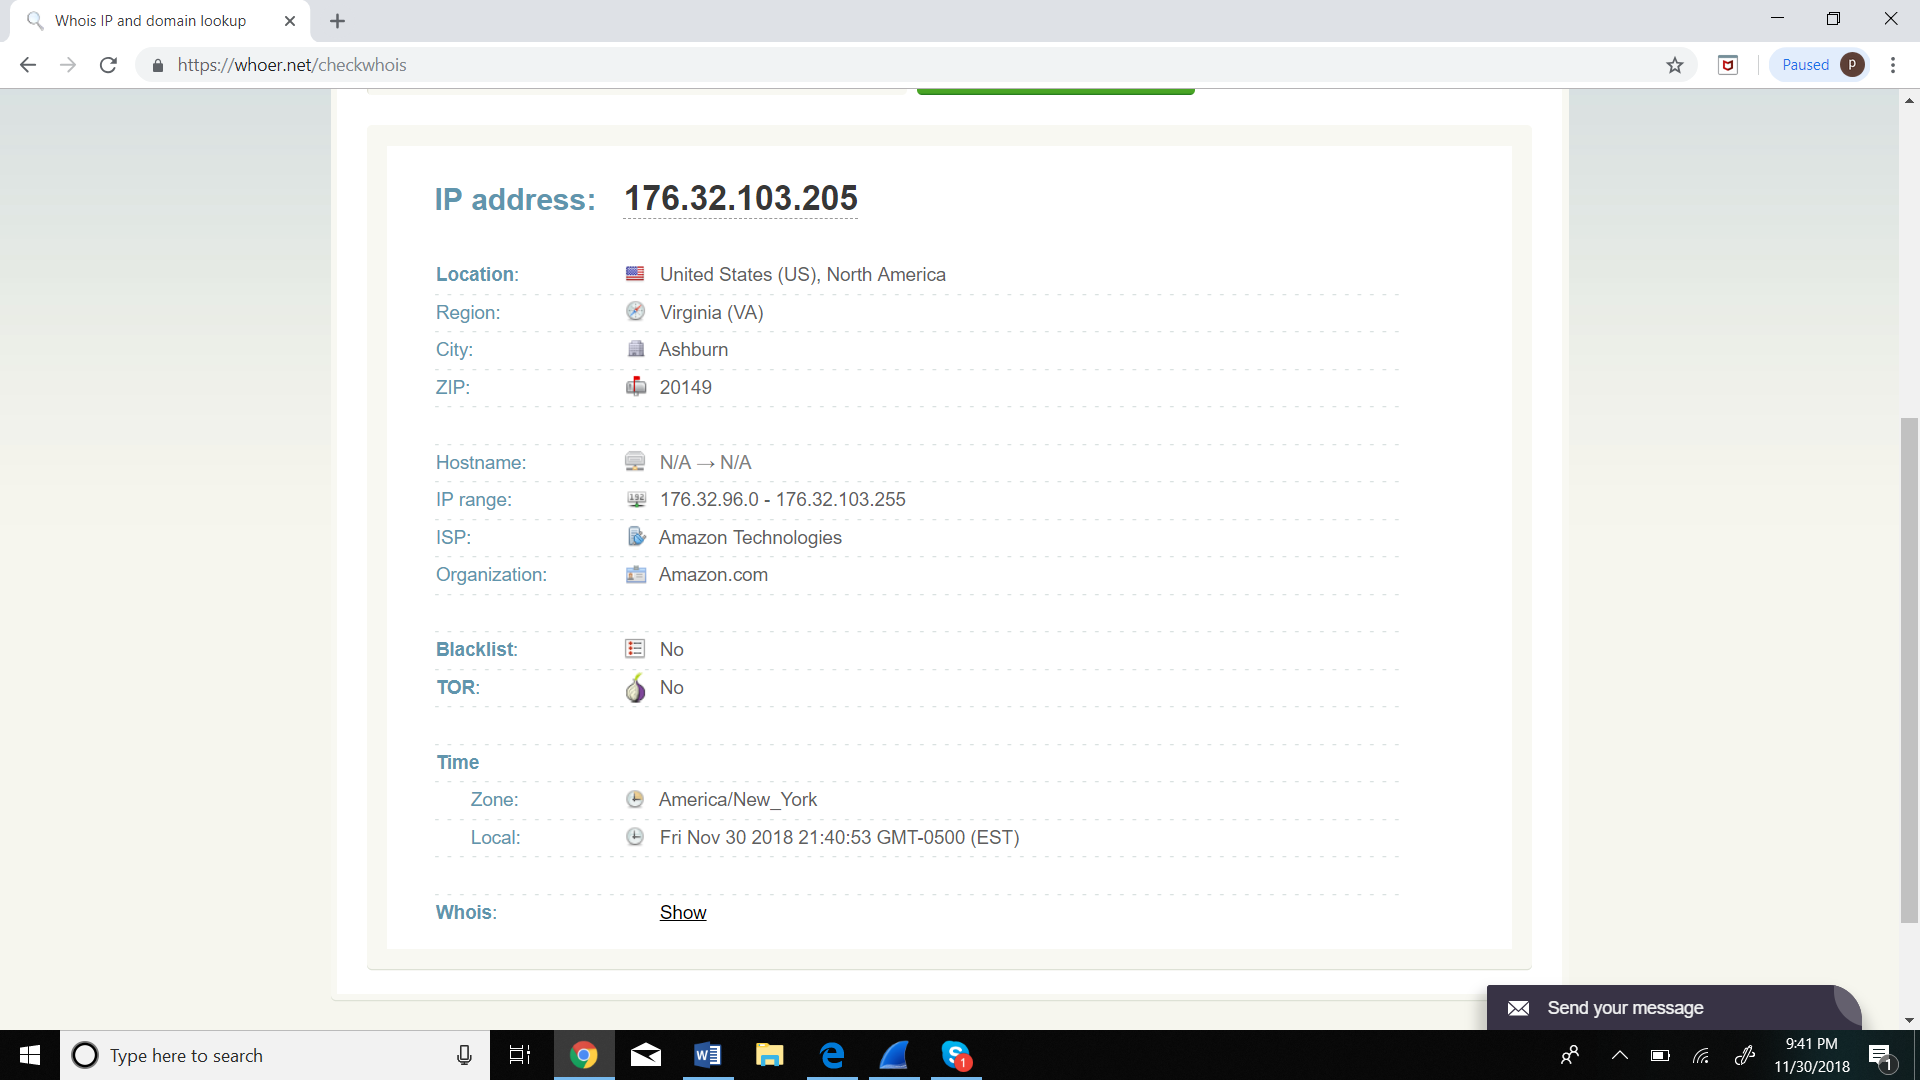 Whois IP and domain lookup
https://whoer.net/checkwhois
Paused P
IP address: 176.32.103.205
Location: United States (US), North America
Region: Virginia (VA)
City: Ashburn
ZIP: 20149
Hostname: N/A → N/A
IP range: 176.32.96.0 - 176.32.103.255
ISP: Amazon Technologies
Organization: Amazon.com
Blacklist: No
TOR: No
Time
Zone: America/New_York
Local: Fri Nov 30 2018 21:40:53 GMT-0500 (EST)
Whois: Show
Send your message
Type here to search
1
9:41 PM
11/30/2018
1